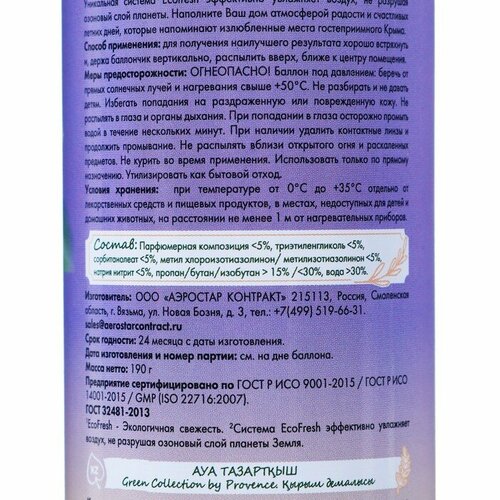 Уникальная система EcoFresh эффективно увлажняет воздух, не разрушая
озоновый слой планеты. Наполните Ваш дом атмосферой радости и счастливых
летних дней, которые напоминают излюбленные места гостеприимного Крыма.
Способ применения: для получения наилучшего результата хорошо встряхнуть
и, держа баллончик вертикально, распылить вверх, ближе к центру помещения.
Меры предосторожности: ОГНЕОПАСНО! Баллон под давлением: беречь от
прямых солнечных лучей и нагревания свыше +50°С. Не разбирать и не давать
детям. Избегать попадания на раздраженную или поврежденную кожу. Не
распылять в глаза и органы дыхания. При попадании в глаза осторожно промыть
водой в течение нескольких минут. При наличии удалить контактные линзы и
продолжить промывание. Не распылять вблизи открытого огня и раскаленных
предметов. Не курить во время применения. Использовать только по прямому
назначению. Утилизировать как бытовой отход.
Условия хранения: при температуре от 0°С до +35°С отдельно от
лекарственных средств и пищевых продуктов, в местах, недоступных для детей и
домашних животных, на расстоянии не менее 1 м от нагревательных приборов.
Состав: Парфюмерная композиция <5%, триэтиленгликоль <5%,
сорбитанолеат <5%, метил хлороизотиазолинон/ метилизотиазолинон <5%,
натрия нитрит <5%, пропан/бутан/изобутан > 15% /<30%, вода >30%.
Изготовитель: ООО «АЭРОСТАР КОНТРАКТ» 215113, Россия, Смоленская
область, г. Вязьма, ул. Новая Бозня, д. 3, тел.: +7(499) 519-66-31.
sales@aerostarcontract.ru
Срок годности: 24 месяца с даты изготовления.
Дата изготовления и номер партии: см. на дне баллона.
Масса нетто: 190 г
Предприятие сертифицировано по ГОСТ Р ИСО 9001-2015 / ГОСТ Р ИСО
14001-2015 / GMP (ISO 22716:2007).
ГОСТ 32481-2013
¹EcoFresh - Экологичная свежесть. ²Система EcoFresh эффективно увлажняет
воздух, не разрушая озоновый слой планеты Земля.
KZ АУА ТАЗАРТҚЫШ
Green Collection by Provence. Қырым демалысы